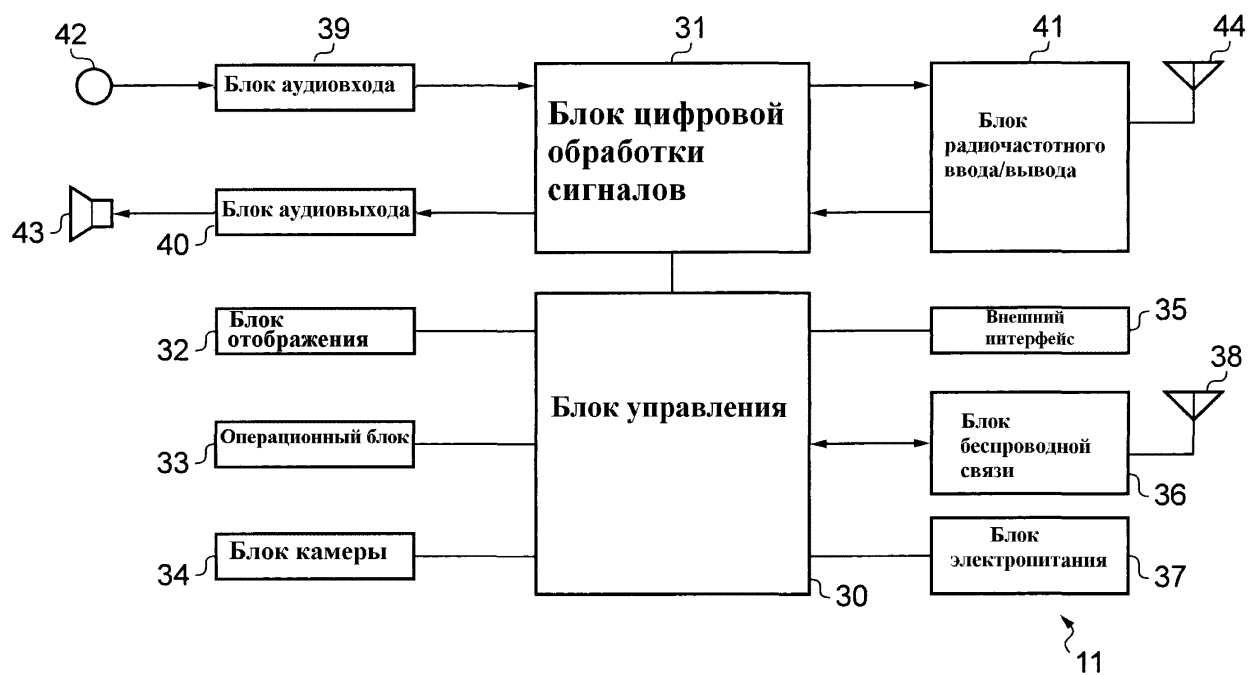 42
39
31
41
44
Блок аудиовхода
Блок цифровой
обработки
сигналов
Блок
радиочастотного
ввода/вывода
43
Блок аудиовыхода
40
Блок
отображения
32
Внешний
интерфейс
35
38
Блок управления
Операционный блок
33
Блок
беспроводной
связи
36
Блок камеры
34
30
Блок
электропитания
37
11